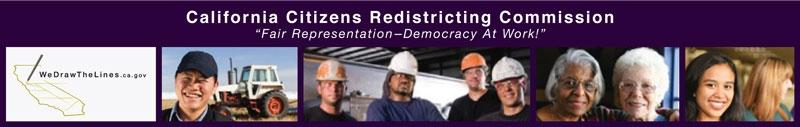 California Citizens Redistricting Commission
“Fair Representation–Democracy At Work!”
WeDrawTheLines.ca.gov